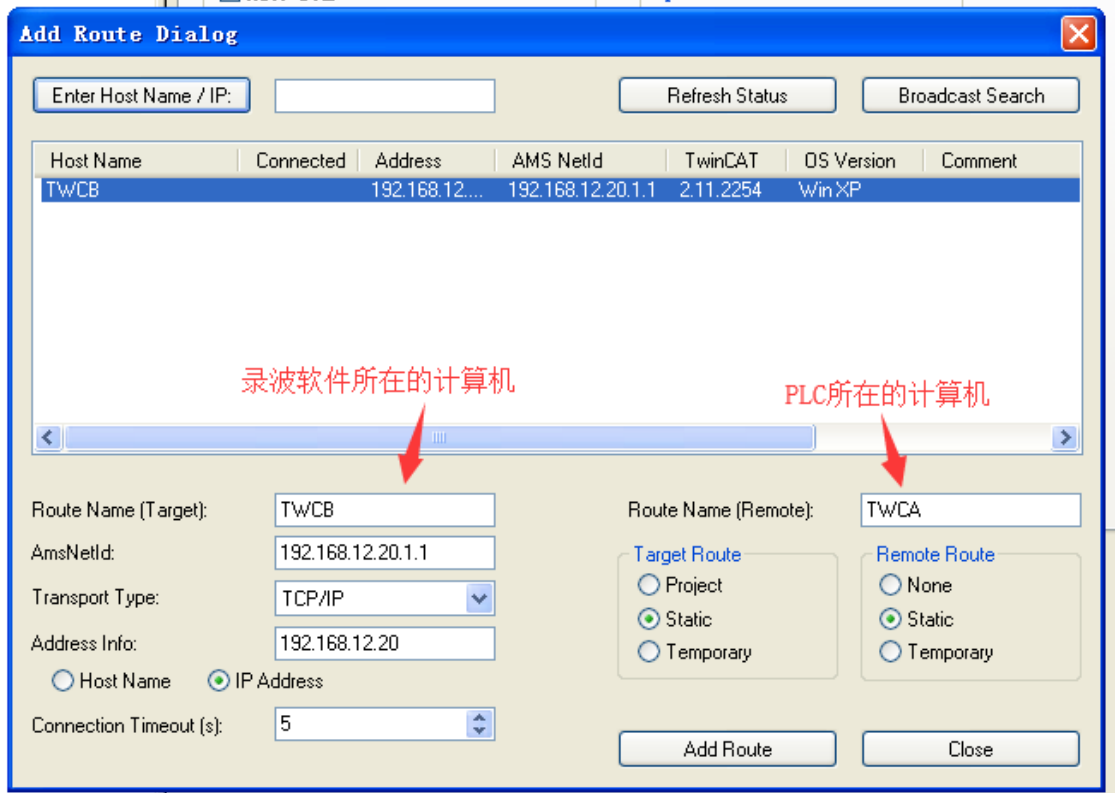 Add Route Dialog
Enter Host Name / IP:
Refresh Status
Broadcast Search
Host Name Connected Address AMS NetId TwinCAT OS Version Comment
TWCB 192.168.12.... 192.168.12.20.1.1 2.11.2254 Win XP
录波软件所在的计算机
PLC所在的计算机
Route Name (Target): TWCB
Route Name (Remote): TWCA
AmsNetId: 192.168.12.20.1.1
Transport Type: TCP/IP
Address Info: 192.168.12.20
Host Name IP Address
Connection Timeout (s): 5
Target Route
Project
Static
Temporary
Remote Route
None
Static
Temporary
Add Route
Close